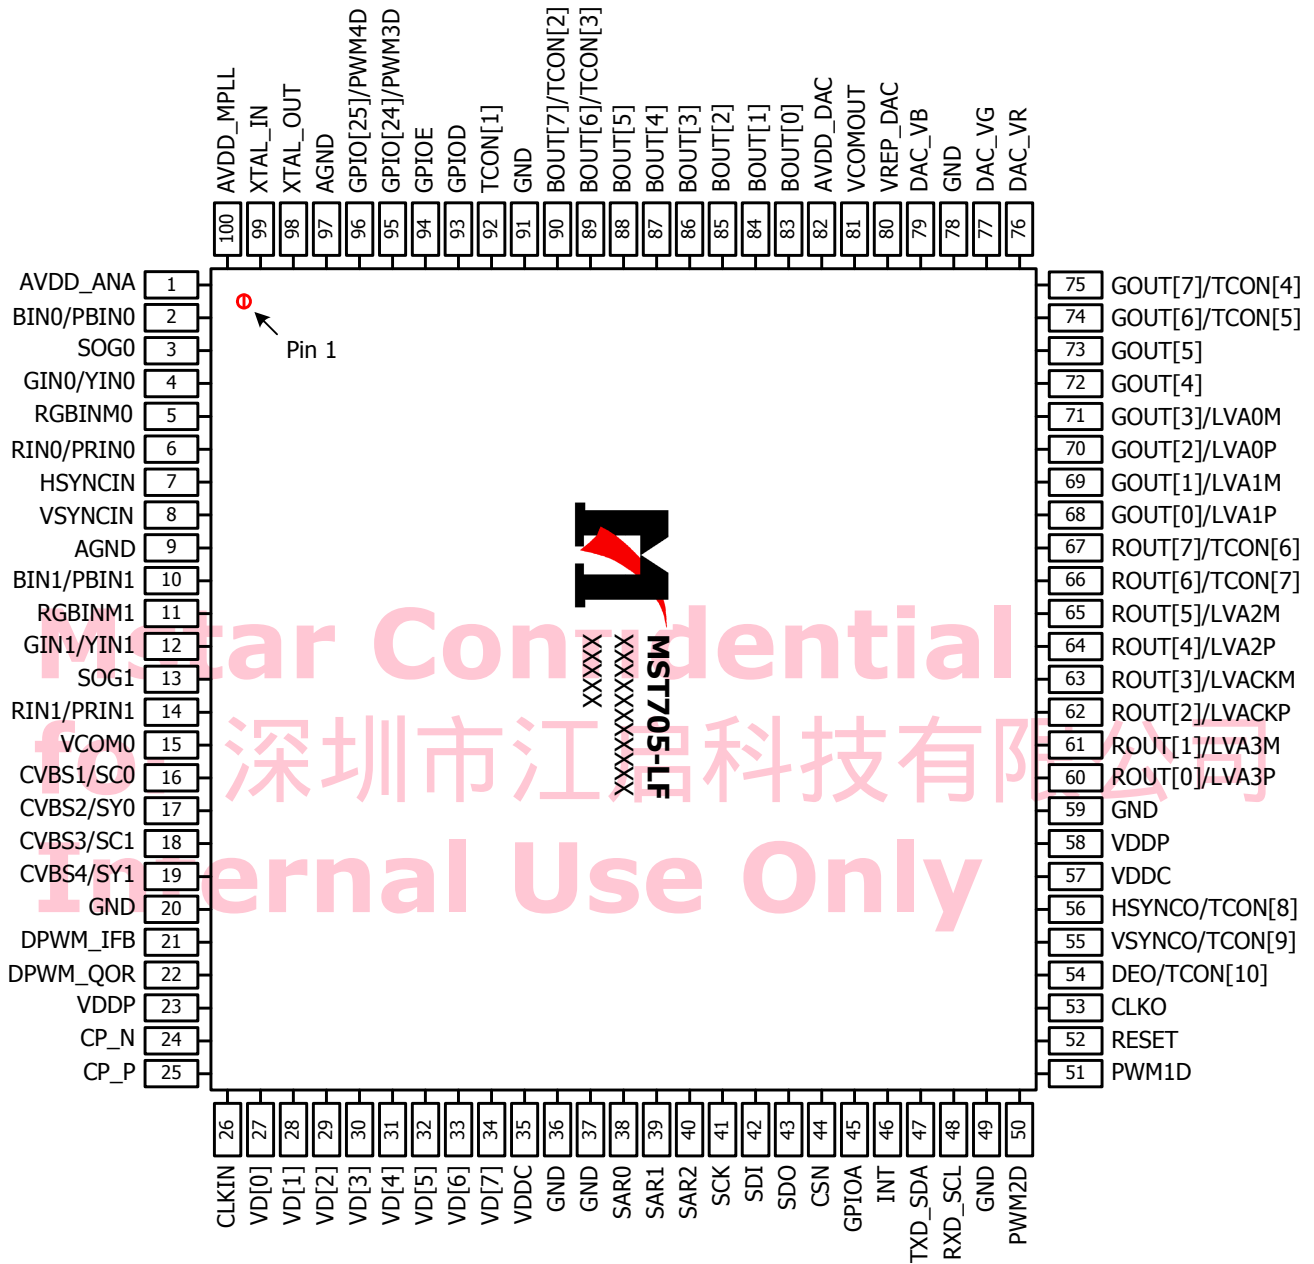 AVDD_MPLL
XTAL_IN
XTAL_OUT
AGND
GPIO[25]/PWM4D
GPIO[24]/PWM3D
GPIOE
GPIOD
TCON[1]
GND
BOUT[7]/TCON[2]
BOUT[6]/TCON[3]
BOUT[5]
BOUT[4]
BOUT[3]
BOUT[2]
BOUT[1]
BOUT[0]
AVDD_DAC
VCOMOUT
VREP_DAC
DAC_VB
GND
DAC_VG
DAC_VR
100 99 98 97 96 95 94 93 92 91 90 89 88 87 86 85 84 83 82 81 80 79 78 77 76
AVDD_ANA 1
BIN0/PBIN0 2
SOG0 3
GIN0/YIN0 4
RGBINM0 5
RIN0/PRIN0 6
HSYNCIN 7
VSYNCIN 8
AGND 9
BIN1/PBIN1 10
RGBINM1 11
GIN1/YIN1 12
SOG1 13
RIN1/PRIN1 14
VCOM0 15
CVBS1/SC0 16
CVBS2/SY0 17
CVBS3/SC1 18
CVBS4/SY1 19
GND 20
DPWM_IFB 21
DPWM_QOR 22
VDDP 23
CP_N 24
CP_P 25
Pin 1
MST705-LF
XXXXXXXXXXX
XXXXX
Mstar Confidential
for 深圳市江启科技有限公司
Internal Use Only
75 GOUT[7]/TCON[4]
74 GOUT[6]/TCON[5]
73 GOUT[5]
72 GOUT[4]
71 GOUT[3]/LVA0M
70 GOUT[2]/LVA0P
69 GOUT[1]/LVA1M
68 GOUT[0]/LVA1P
67 ROUT[7]/TCON[6]
66 ROUT[6]/TCON[7]
65 ROUT[5]/LVA2M
64 ROUT[4]/LVA2P
63 ROUT[3]/LVACKM
62 ROUT[2]/LVACKP
61 ROUT[1]/LVA3M
60 ROUT[0]/LVA3P
59 GND
58 VDDP
57 VDDC
56 HSYNCO/TCON[8]
55 VSYNCO/TCON[9]
54 DEO/TCON[10]
53 CLKO
52 RESET
51 PWM1D
26 27 28 29 30 31 32 33 34 35 36 37 38 39 40 41 42 43 44 45 46 47 48 49 50
CLKIN
VD[0]
VD[1]
VD[2]
VD[3]
VD[4]
VD[5]
VD[6]
VD[7]
VDDC
GND
GND
SAR0
SAR1
SAR2
SCK
SDI
SDO
CSN
GPIOA
INT
TXD_SDA
RXD_SCL
GND
PWM2D